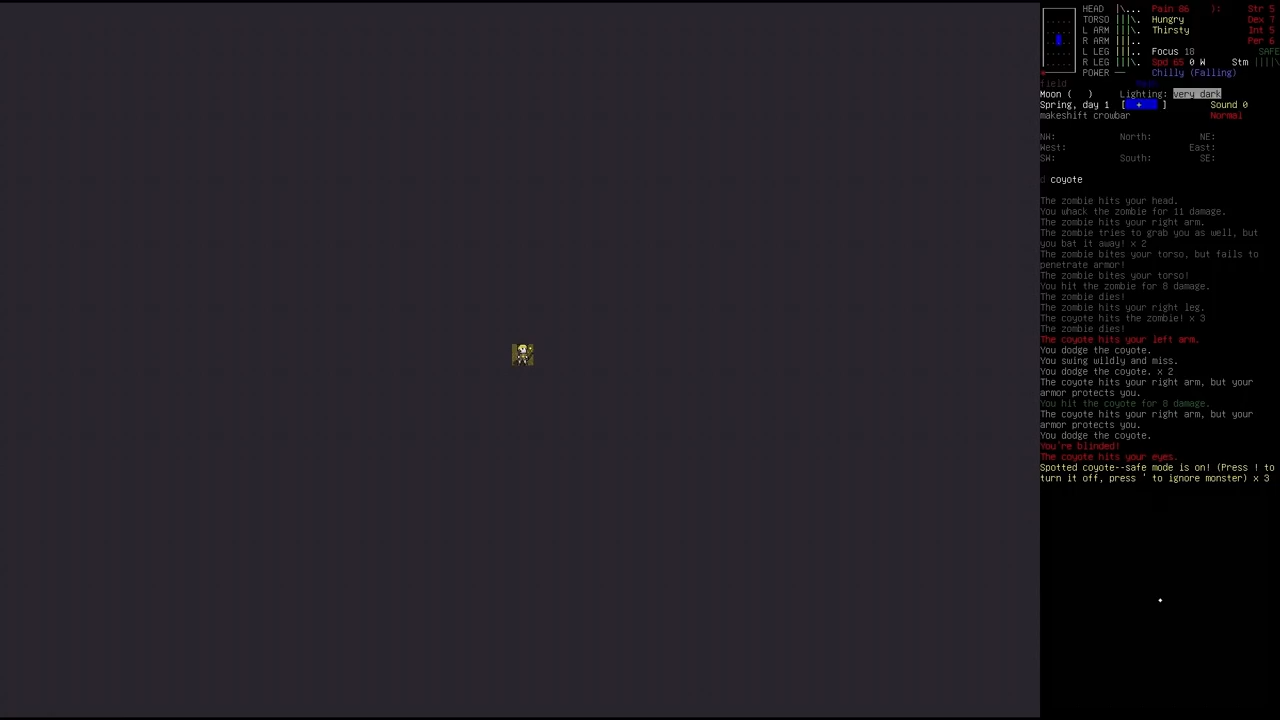 HEAD |\... Pain 86 ): Str 5
TORSO |||\. Hungry Dex 7
L ARM |||\. Thirsty Int 5
R ARM |||.. Per 6
L LEG |||.. Focus 18 SAFE
R LEG |||\. Spd 65 0 W Stm ||||\
POWER -- Chilly (Falling)
field
Moon (   ) Lighting: very dark
Spring, day 1 [ + ] Sound 0
makeshift crowbar Normal
NW: North: NE:
West: East:
SW: South: SE:
d coyote
The zombie hits your head.
You whack the zombie for 11 damage.
The zombie hits your right arm.
The zombie tries to grab you as well, but
you bat it away! x 2
The zombie bites your torso, but fails to
penetrate armor!
The zombie bites your torso!
You hit the zombie for 8 damage.
The zombie dies!
The zombie hits your right leg.
The coyote hits the zombie! x 3
The zombie dies!
The coyote hits your left arm.
You dodge the coyote.
You swing wildly and miss.
You dodge the coyote. x 2
The coyote hits your right arm, but your
armor protects you.
You hit the coyote for 8 damage.
The coyote hits your right arm, but your
armor protects you.
You dodge the coyote.
You're blinded!
The coyote hits your eyes.
Spotted coyote--safe mode is on! (Press ! to
turn it off, press ' to ignore monster) x 3